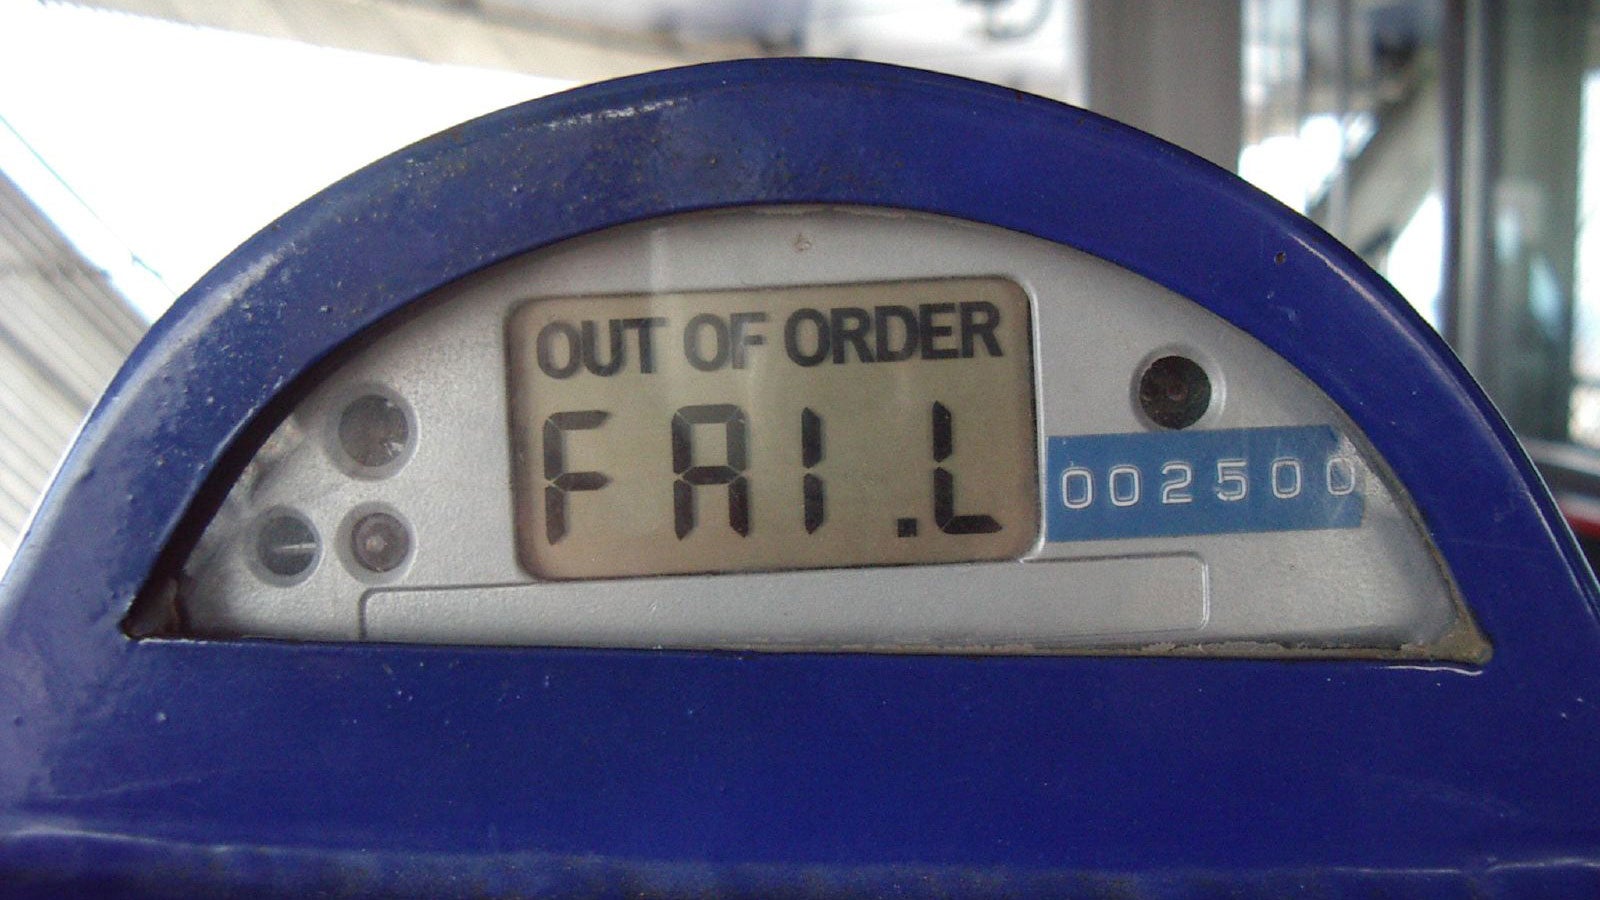 OUT OF ORDER
FAI.L
002500